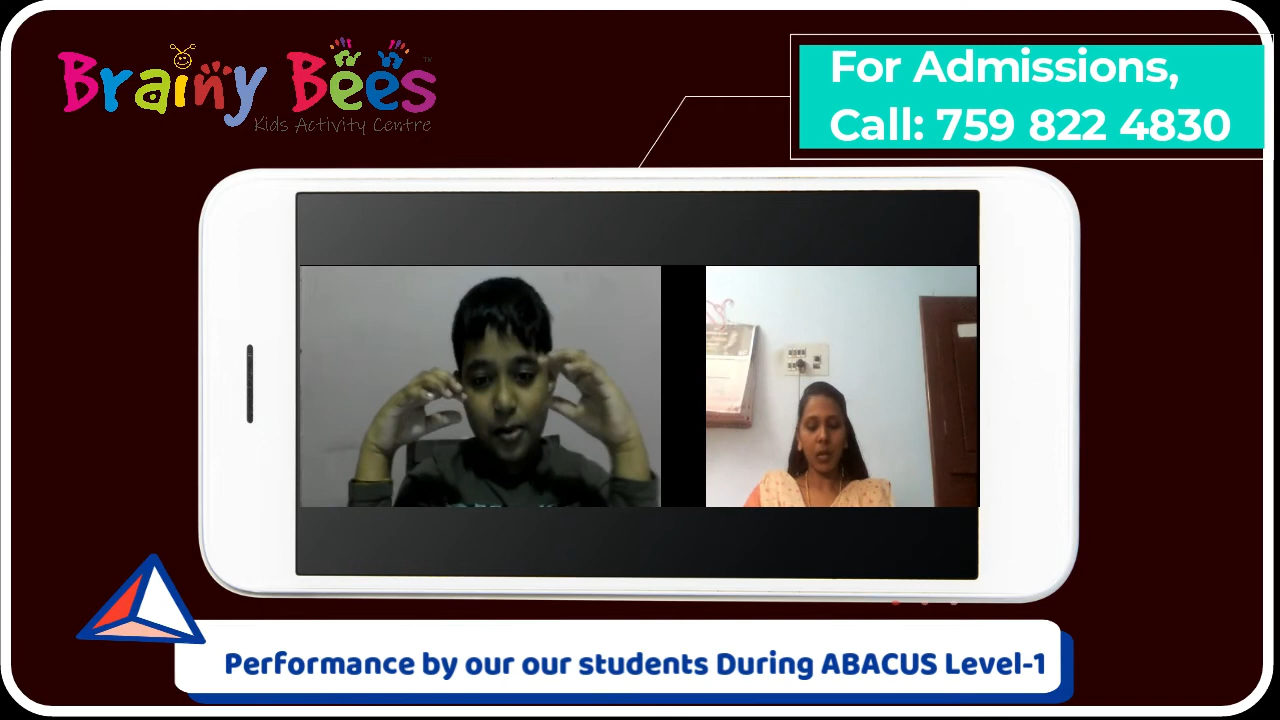 Brainy Bees
Kids Activity Centre
For Admissions,
Call: 759 822 4830
Performance by our our students During ABACUS Level-1